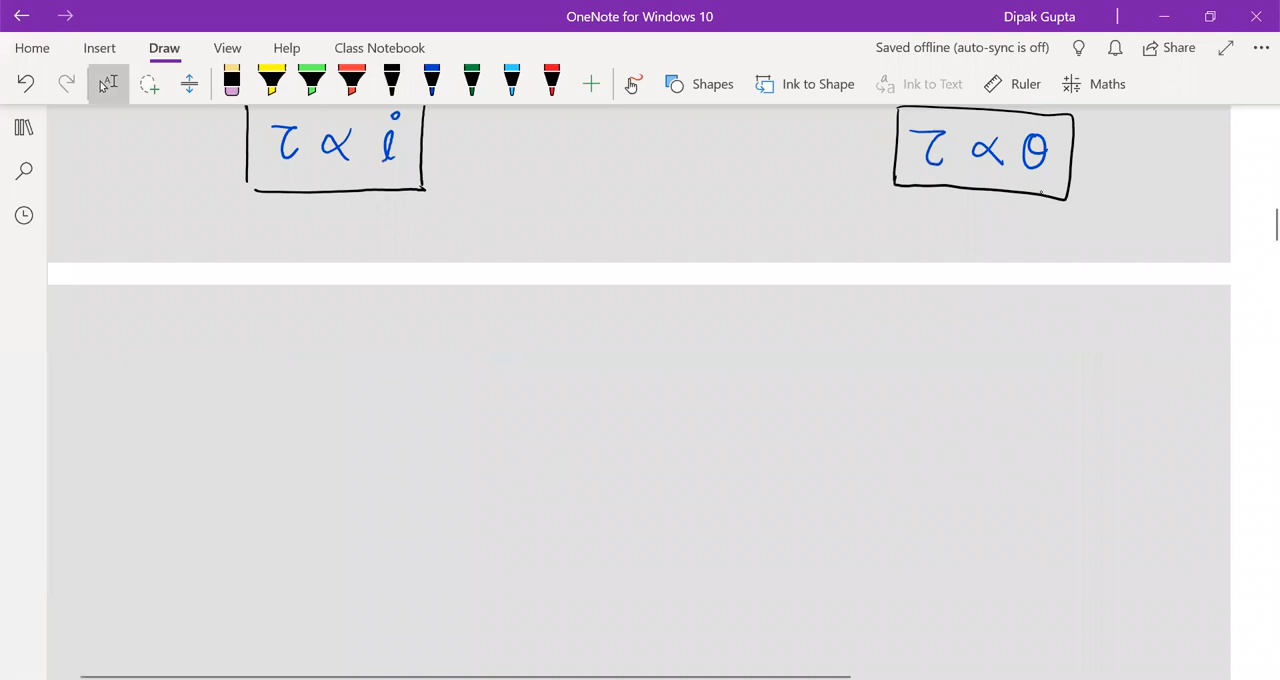 OneNote for Windows 10
Dipak Gupta
Home Insert Draw View Help Class Notebook
Saved offline (auto-sync is off)
Share
Shapes
Ink to Shape
Ink to Text
Ruler
Maths
τ ∝ i
τ ∝ θ